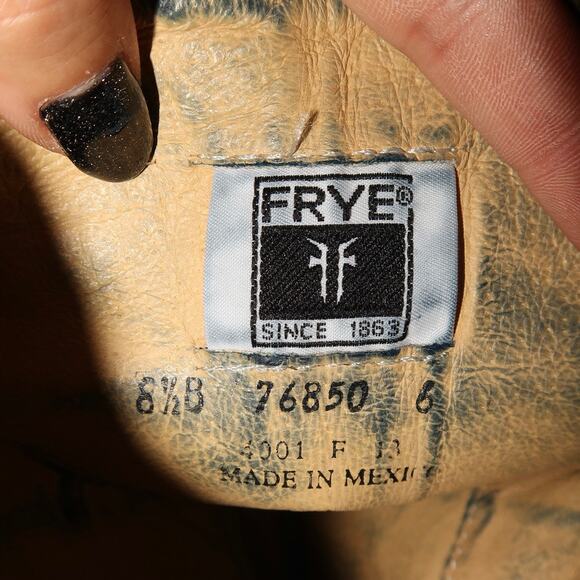 FRYE®
SINCE 1863
8½B 76850 6
4001 F 13
MADE IN MEXICO